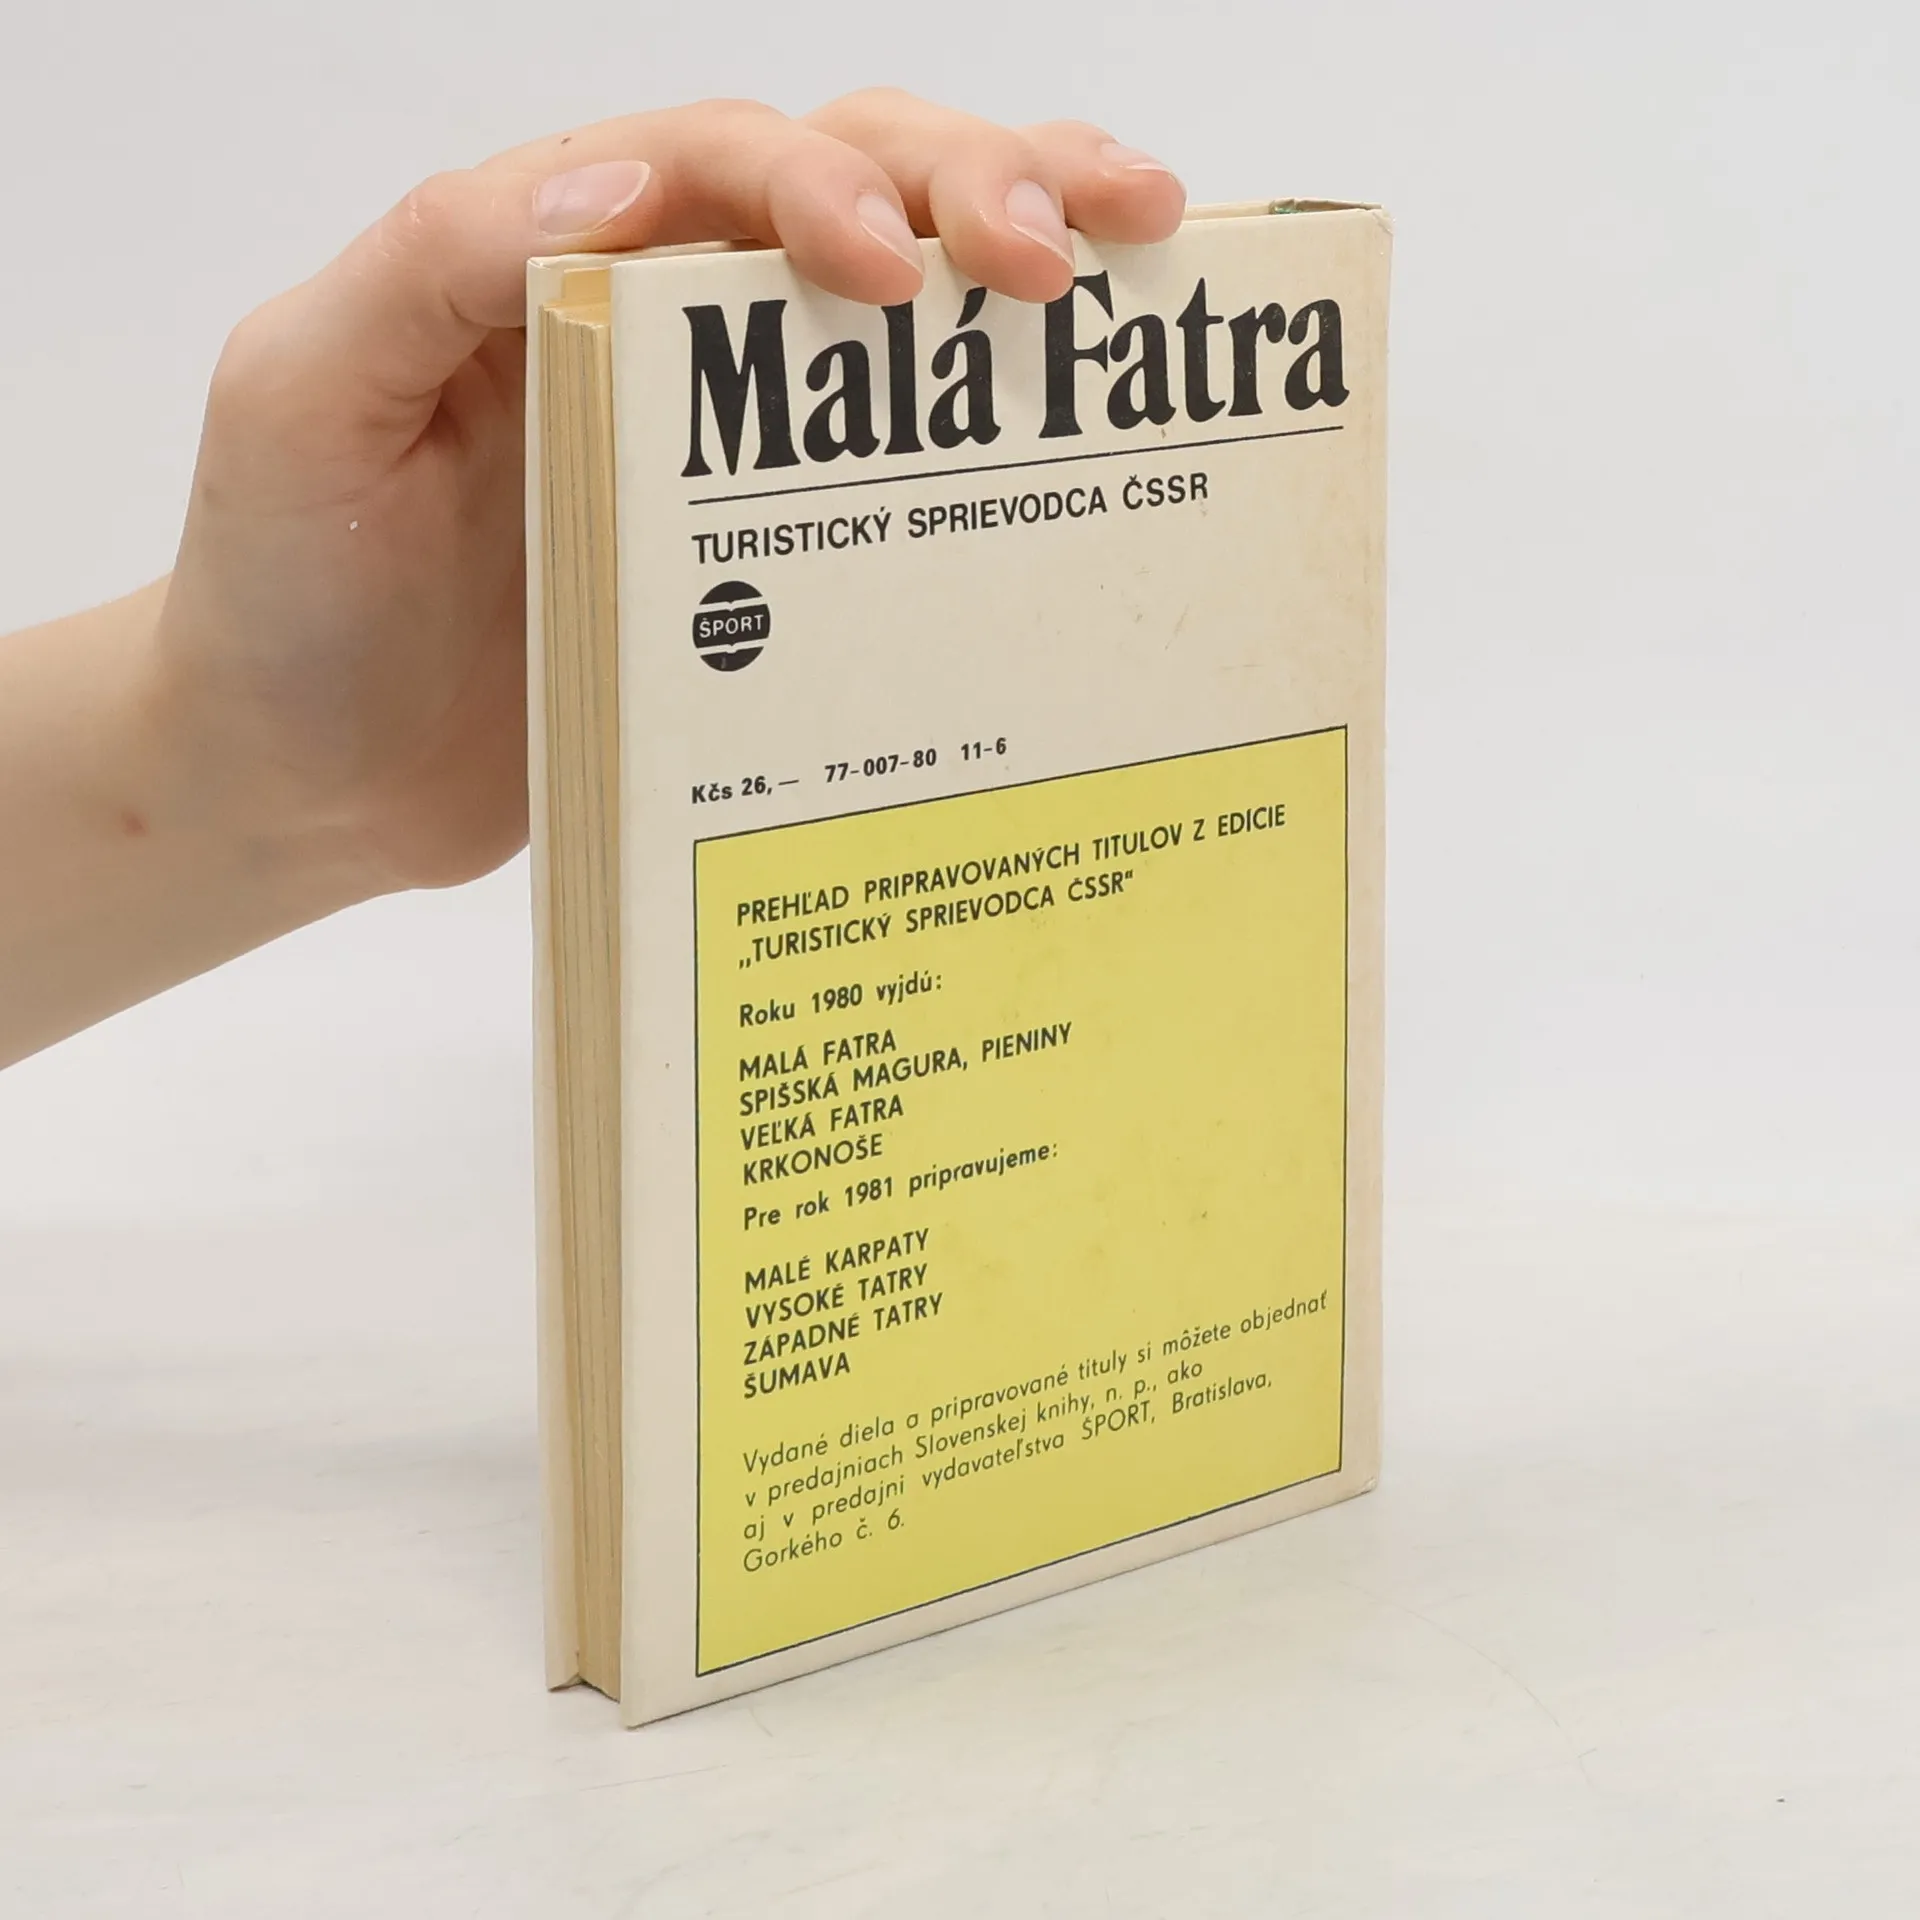 Malá Fatra
TURISTICKÝ SPRIEVODCA ČSSR
ŠPORT
Kčs 26,— 77-007-80 11-6
PREHĽAD PRIPRAVOVANÝCH TITULOV Z EDÍCIE
„TURISTICKÝ SPRIEVODCA ČSSR“
Roku 1980 vyjdú:
MALÁ FATRA
SPIŠSKÁ MAGURA, PIENINY
VEĽKÁ FATRA
KRKONOŠE
Pre rok 1981 pripravujeme:
MALÉ KARPATY
VYSOKÉ TATRY
ZÁPADNÉ TATRY
ŠUMAVA
Vydané diela a pripravované tituly si môžete objednať
v predajniach Slovenskej knihy, n. p., ako
aj v predajni vydavateľstva ŠPORT, Bratislava,
Gorkého č. 6.